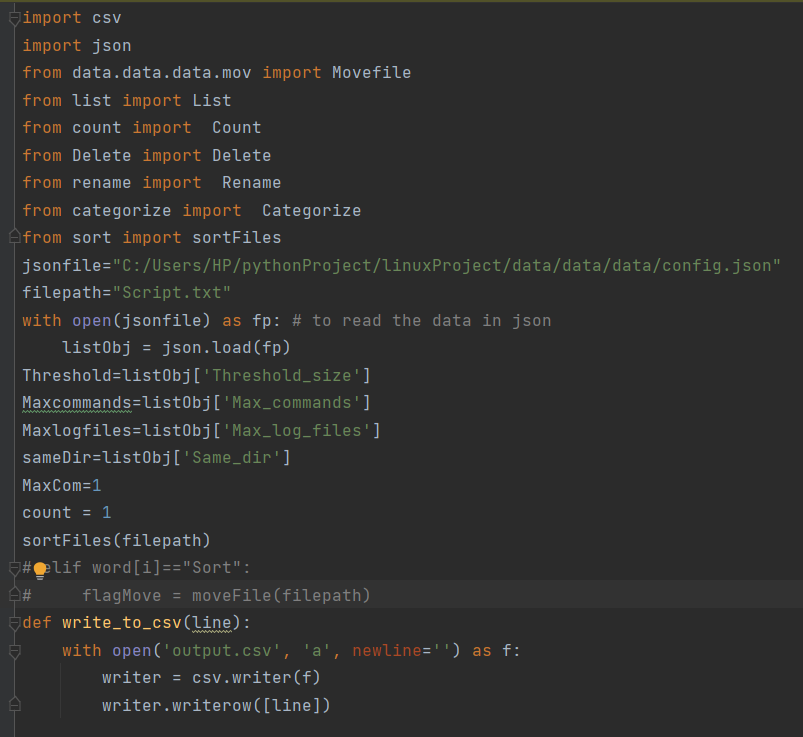 import csv
import json
from data.data.data.mov import Movefile
from list import List
from count import  Count
from Delete import Delete
from rename import  Rename
from categorize import  Categorize
from sort import sortFiles
jsonfile="C:/Users/HP/pythonProject/linuxProject/data/data/data/config.json"
filepath="Script.txt"
with open(jsonfile) as fp: # to read the data in json
    listObj = json.load(fp)
Threshold=listObj['Threshold_size']
Maxcommands=listObj['Max_commands']
Maxlogfiles=listObj['Max_log_files']
sameDir=listObj['Same_dir']
MaxCom=1
count = 1
sortFiles(filepath)
# elif word[i]=="Sort":
#     flagMove = moveFile(filepath)
def write_to_csv(line):
    with open('output.csv', 'a', newline='') as f:
        writer = csv.writer(f)
        writer.writerow([line])